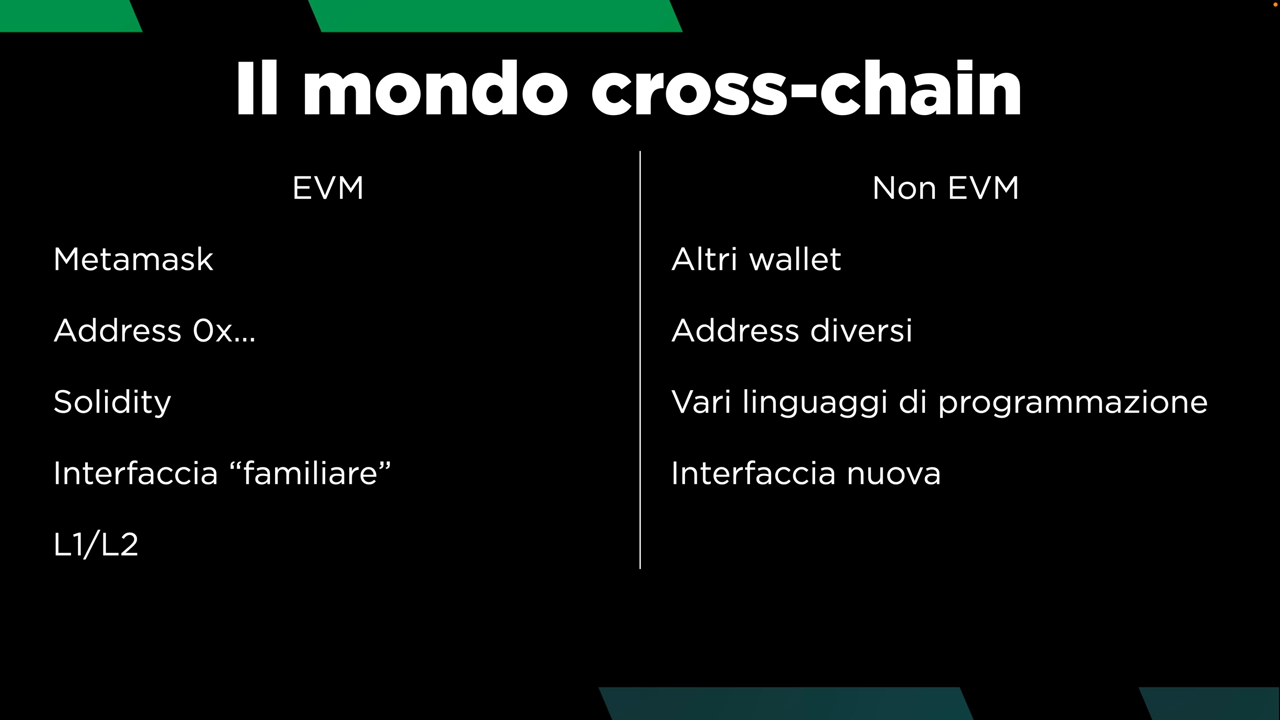 Il mondo cross-chain
EVM
Metamask
Address 0x...
Solidity
Interfaccia “familiare”
L1/L2
Non EVM
Altri wallet
Address diversi
Vari linguaggi di programmazione
Interfaccia nuova